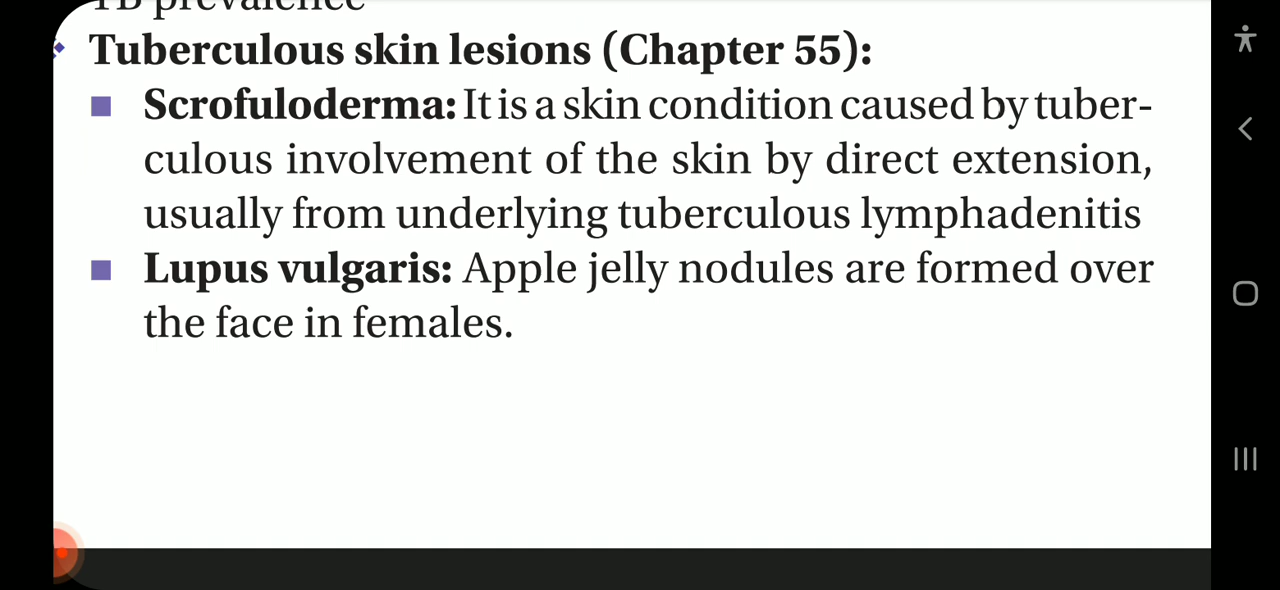 TB prevalence
Tuberculous skin lesions (Chapter 55):
Scrofuloderma: It is a skin condition caused by tuber-
culous involvement of the skin by direct extension,
usually from underlying tuberculous lymphadenitis
Lupus vulgaris: Apple jelly nodules are formed over
the face in females.